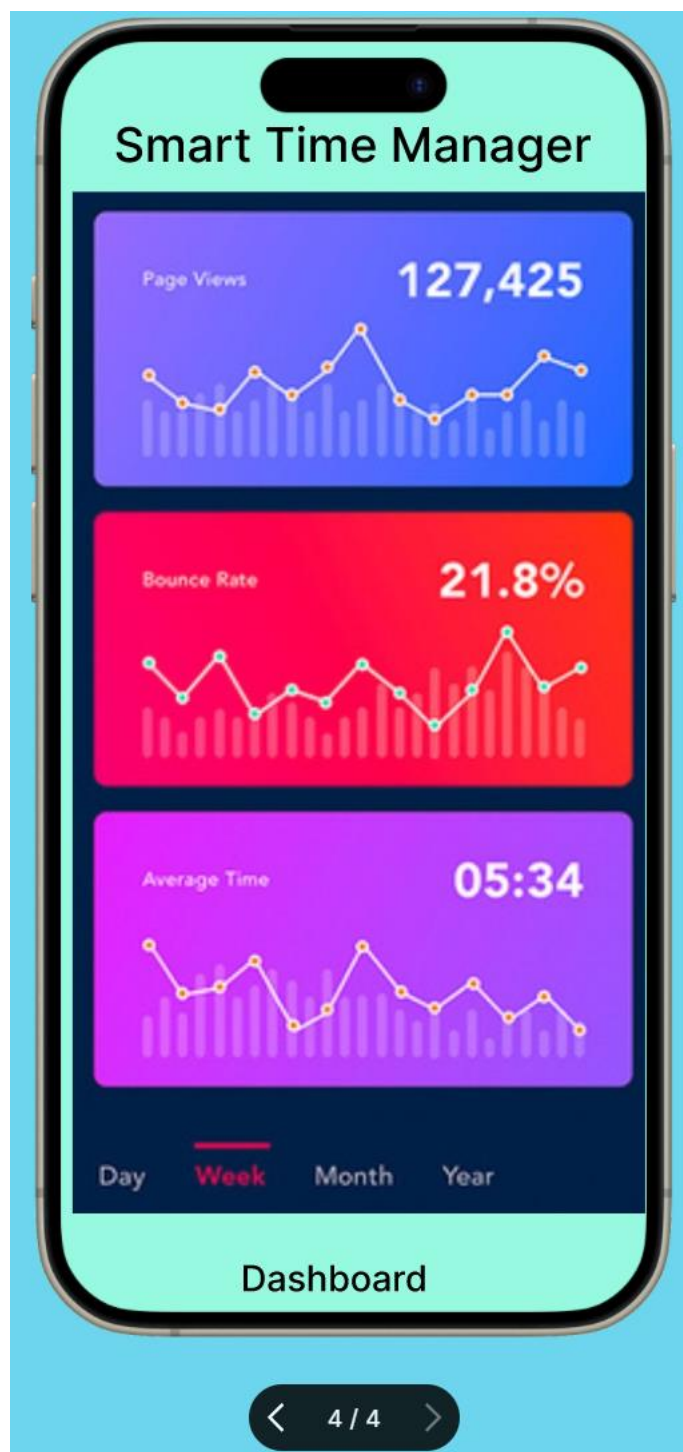 Smart Time Manager
Page Views 127,425
Bounce Rate 21.8%
Average Time 05:34
Day Week Month Year
Dashboard
4 / 4